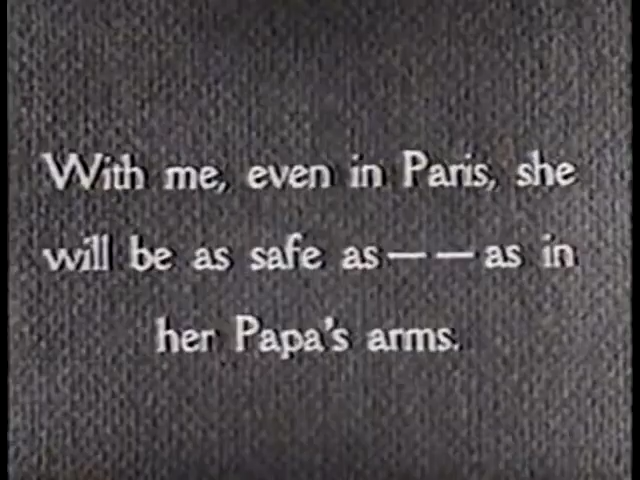 With me, even in Paris, she
will be as safe as — — as in
her Papa's arms.